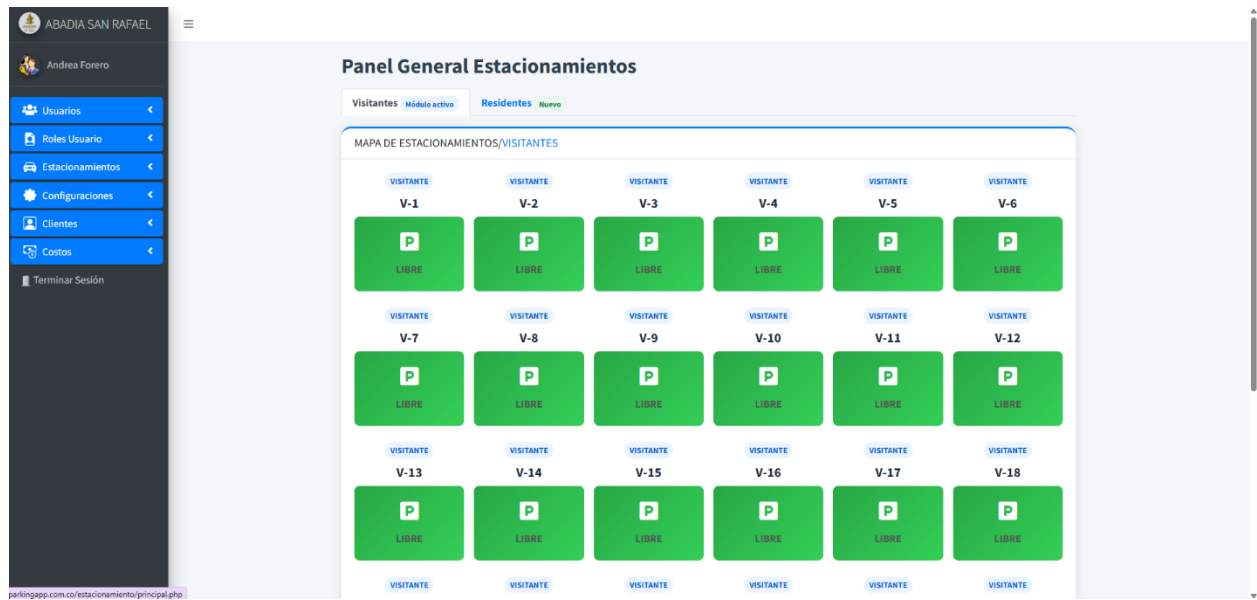 ABADIA SAN RAFAEL
Andrea Forero
Usuarios
Roles Usuario
Estacionamientos
Configuraciones
Clientes
Costos
Terminar Sesión
Panel General Estacionamientos
Visitantes Módulo activo Residentes Nuevo
MAPA DE ESTACIONAMIENTOS/VISITANTES
VISITANTE VISITANTE VISITANTE VISITANTE VISITANTE VISITANTE
V-1 V-2 V-3 V-4 V-5 V-6
P P P P P P
LIBRE LIBRE LIBRE LIBRE LIBRE LIBRE
VISITANTE VISITANTE VISITANTE VISITANTE VISITANTE VISITANTE
V-7 V-8 V-9 V-10 V-11 V-12
P P P P P P
LIBRE LIBRE LIBRE LIBRE LIBRE LIBRE
VISITANTE VISITANTE VISITANTE VISITANTE VISITANTE VISITANTE
V-13 V-14 V-15 V-16 V-17 V-18
P P P P P P
LIBRE LIBRE LIBRE LIBRE LIBRE LIBRE
VISITANTE VISITANTE VISITANTE VISITANTE VISITANTE VISITANTE
parkingapp.com.co/estacionamiento/principal.php